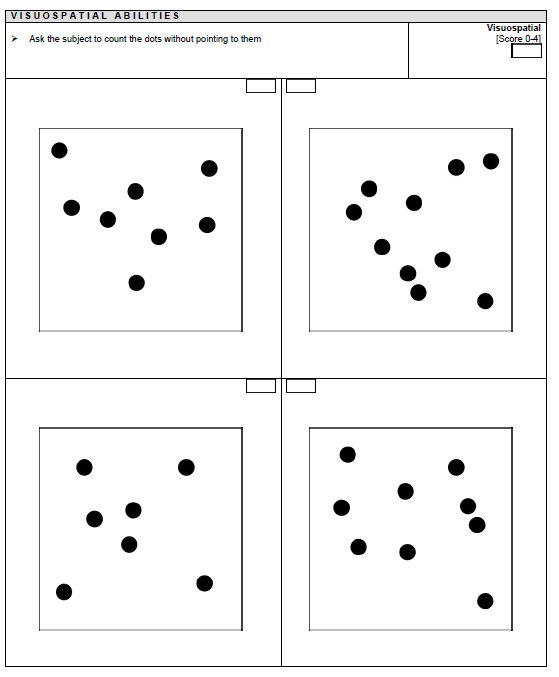 VISUOSPATIAL ABILITIES
➤ Ask the subject to count the dots without pointing to them
Visuospatial
[Score 0-4]